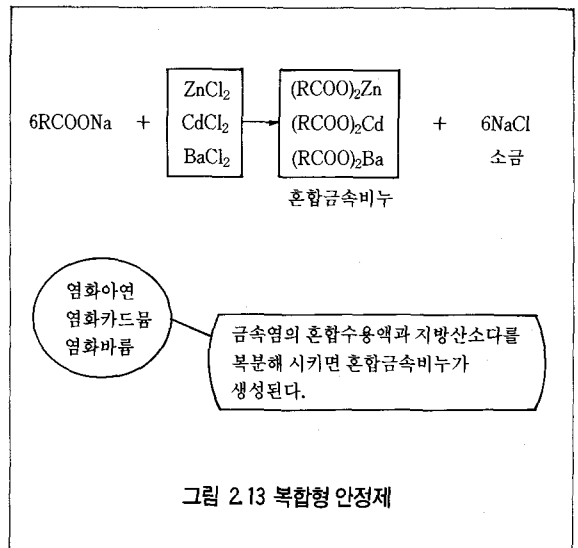 ZnCl₂ (RCOO)₂Zn
6RCOONa + CdCl₂ → (RCOO)₂Cd + 6NaCl
BaCl₂ (RCOO)₂Ba 소금
혼합금속비누
염화아연
염화카드뮴
염화바륨
금속염의 혼합수용액과 지방산소다를
복분해 시키면 혼합금속비누가
생성된다.
그림 2.13 복합형 안정제